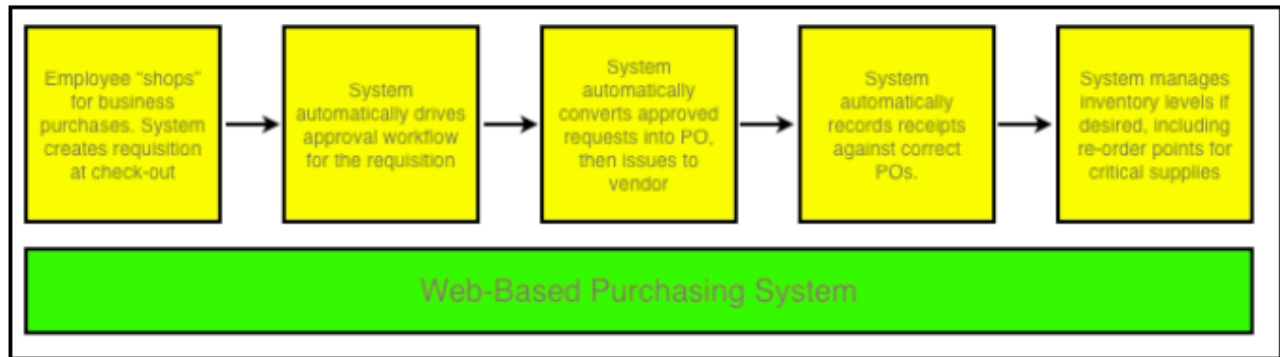 Employee “shops”
for business
purchases. System
creates requisition
at check-out
System
automatically drives
approval workflow
for the requisition
System
automatically
converts approved
requests into PO,
then issues to
vendor
System
automatically
records receipts
against correct
POs.
System manages
inventory levels if
desired, including
re-order points for
critical supplies
Web-Based Purchasing System